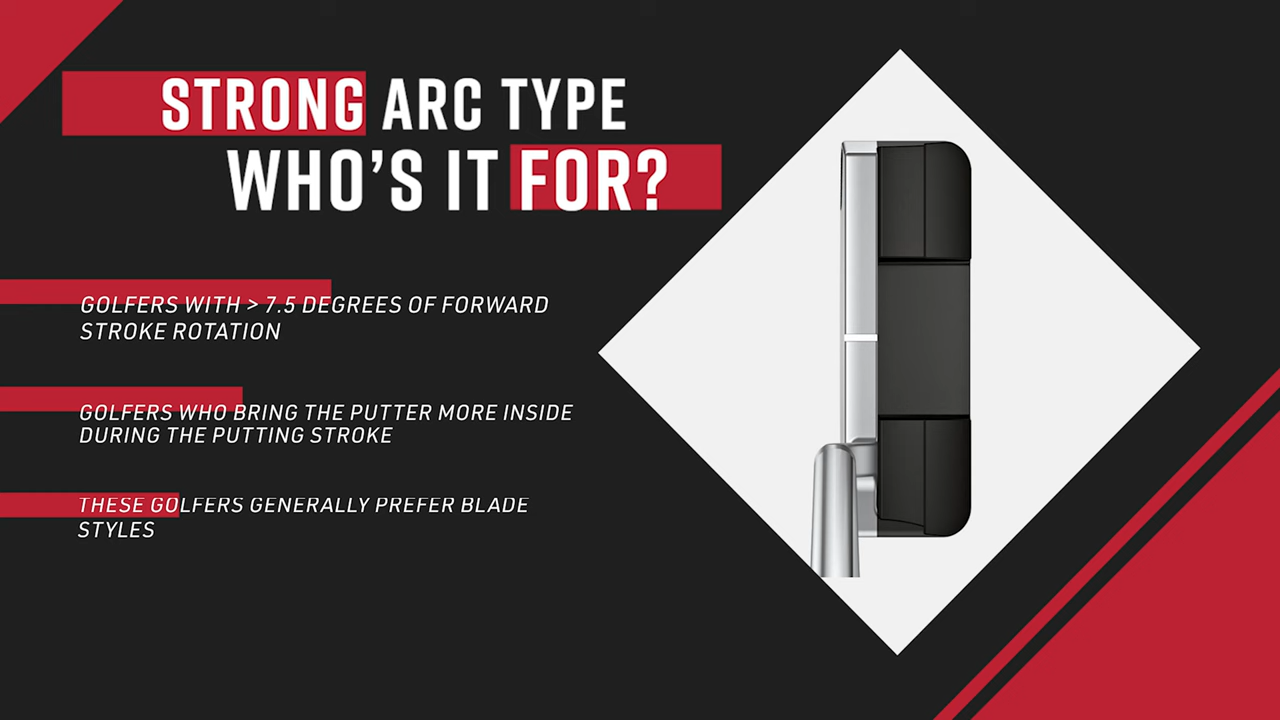 STRONG ARC TYPE
WHO'S IT FOR?
GOLFERS WITH > 7.5 DEGREES OF FORWARD
STROKE ROTATION
GOLFERS WHO BRING THE PUTTER MORE INSIDE
DURING THE PUTTING STROKE
THESE GOLFERS GENERALLY PREFER BLADE
STYLES